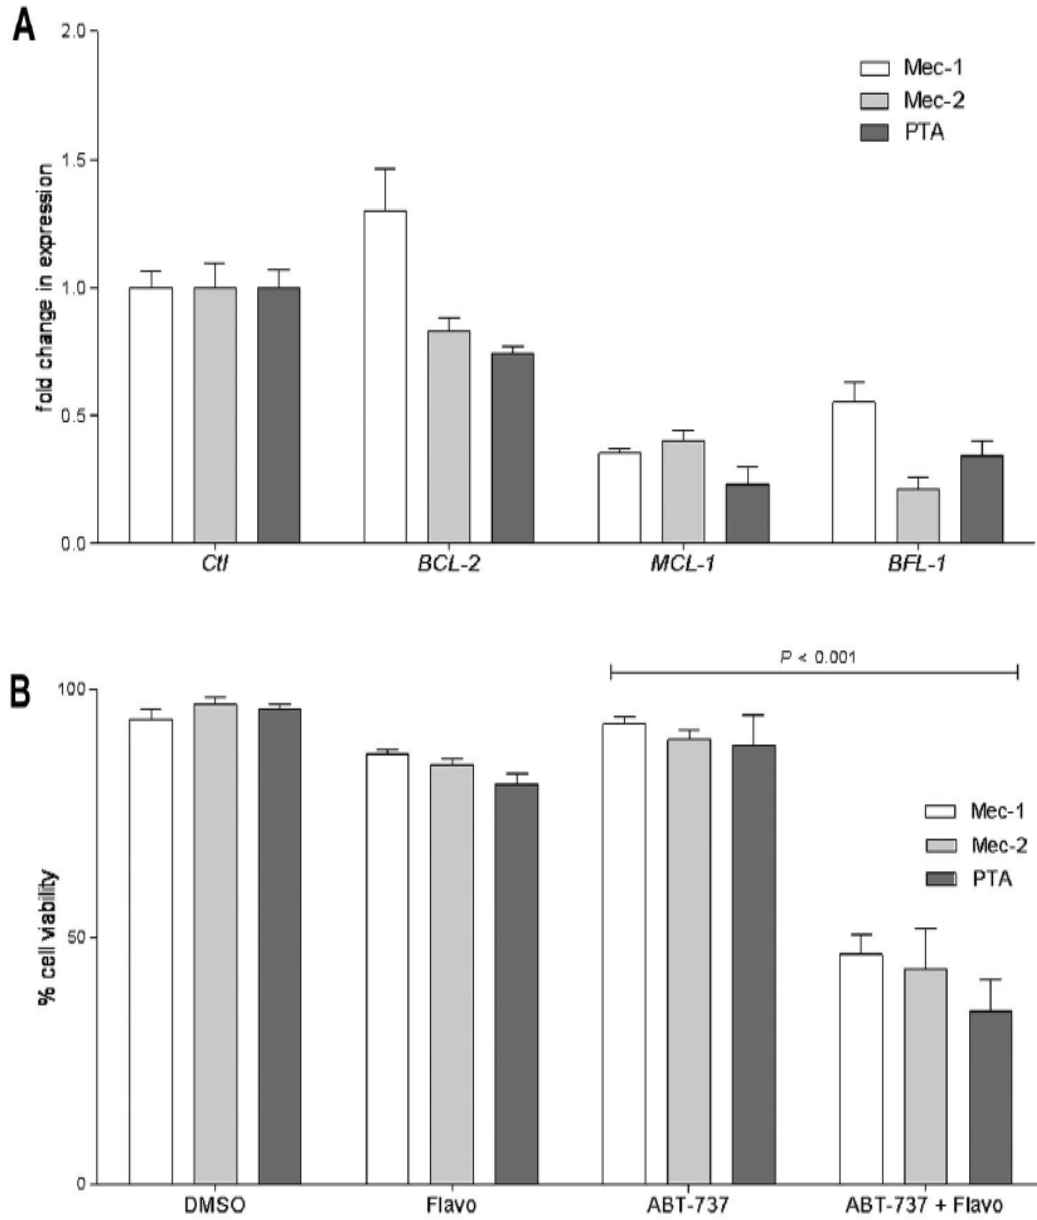 A
2.0
Mec-1
Mec-2
PTA
1.5
1.0
0.5
0.0
fold change in expression
Ctl
BCL-2
MCL-1
BFL-1
B
P < 0.001
100
Mec-1
Mec-2
PTA
50
0
% cell viability
DMSO
Flavo
ABT-737
ABT-737 + Flavo